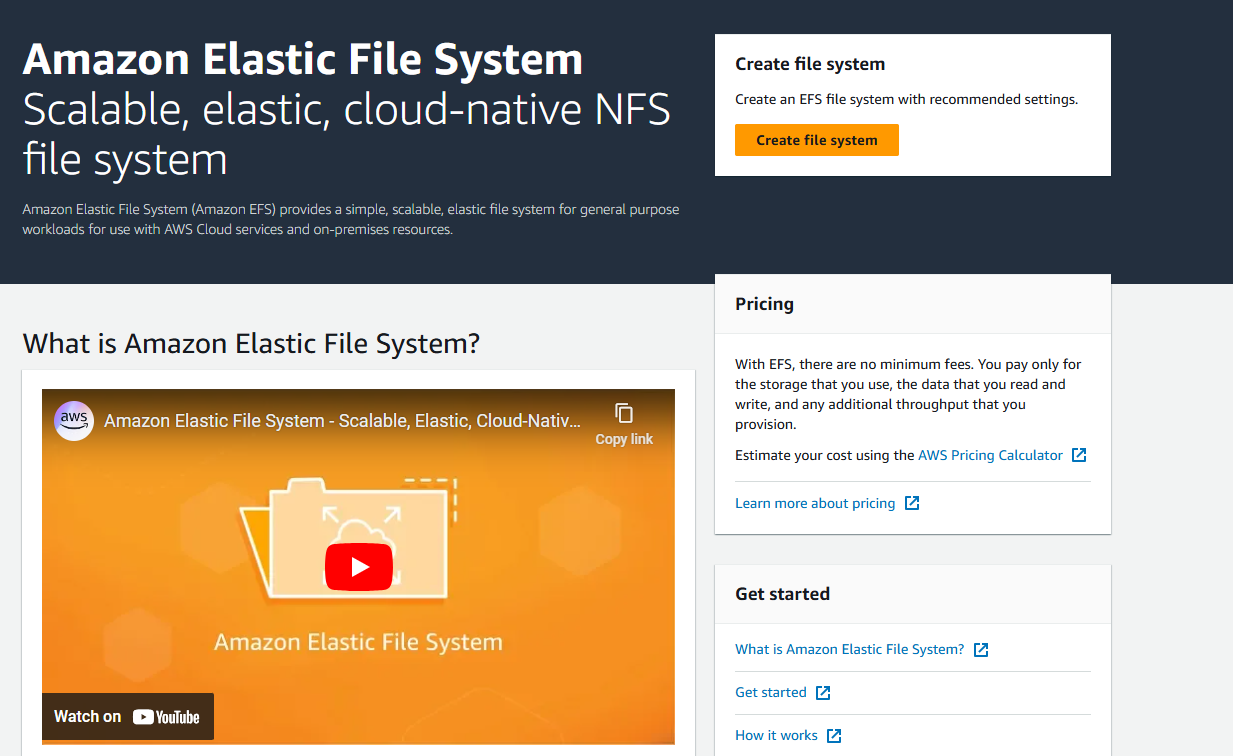 Amazon Elastic File System
Scalable, elastic, cloud-native NFS
file system
Amazon Elastic File System (Amazon EFS) provides a simple, scalable, elastic file system for general purpose
workloads for use with AWS Cloud services and on-premises resources.
Create file system
Create an EFS file system with recommended settings.
Create file system
What is Amazon Elastic File System?
aws
Amazon Elastic File System - Scalable, Elastic, Cloud-Nativ...
Copy link
Amazon Elastic File System
Watch on YouTube
Pricing
With EFS, there are no minimum fees. You pay only for
the storage that you use, the data that you read and
write, and any additional throughput that you
provision.
Estimate your cost using the AWS Pricing Calculator
Learn more about pricing
Get started
What is Amazon Elastic File System?
Get started
How it works